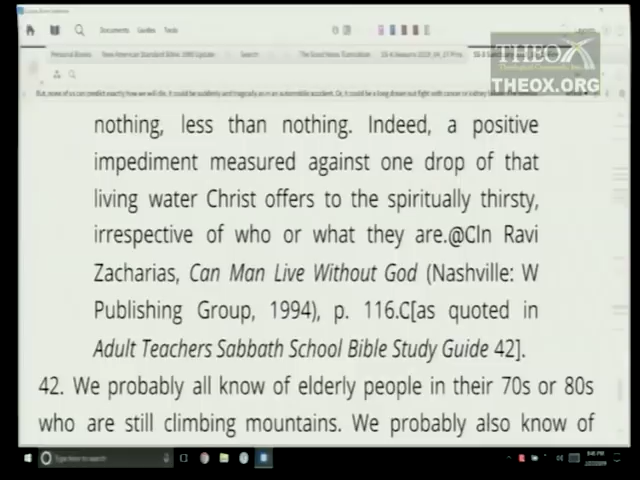 Documents Guides Tools
THEOX
THEOX.ORG
Personal Books New American Standard Bible: 1995 Update Search
But, none of us can predict exactly how we will die. It could be suddenly and tragically as in an automobile accident. Or, it could be a long drawn out fight with cancer or kidney
nothing, less than nothing. Indeed, a positive
impediment measured against one drop of that
living water Christ offers to the spiritually thirsty,
irrespective of who or what they are.@CIn Ravi
Zacharias, Can Man Live Without God (Nashville: W
Publishing Group, 1994), p. 116.C[as quoted in
Adult Teachers Sabbath School Bible Study Guide 42].
42. We probably all know of elderly people in their 70s or 80s
who are still climbing mountains. We probably also know of
Type here to search